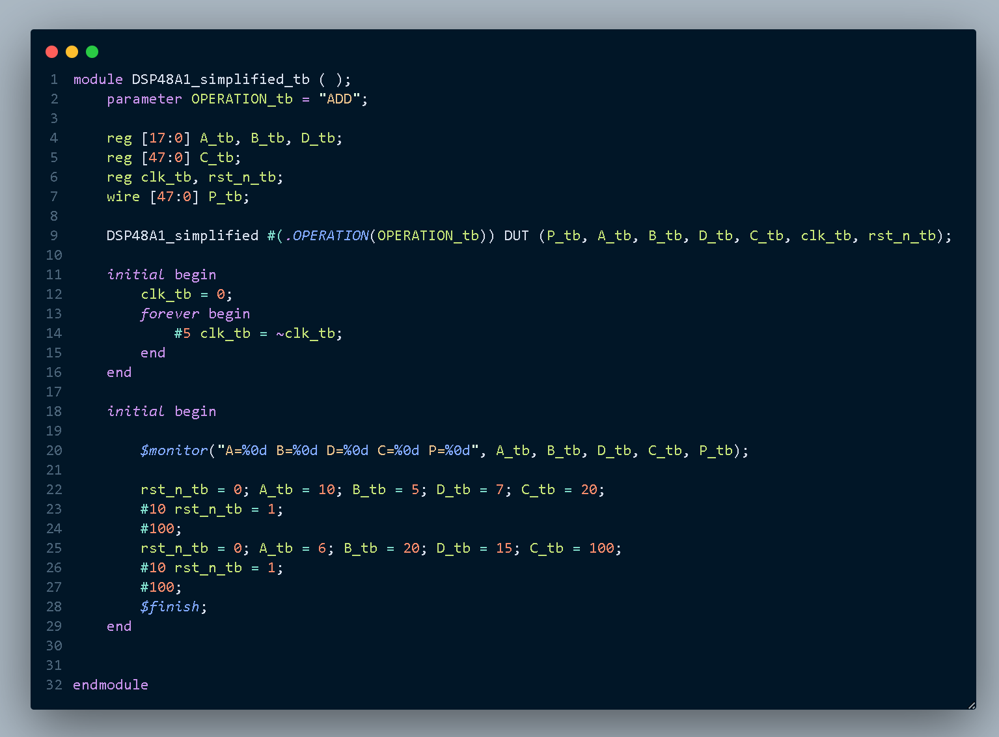 1 module DSP48A1_simplified_tb ( );
2     parameter OPERATION_tb = "ADD";
3
4     reg [17:0] A_tb, B_tb, D_tb;
5     reg [47:0] C_tb;
6     reg clk_tb, rst_n_tb;
7     wire [47:0] P_tb;
8
9     DSP48A1_simplified #(.OPERATION(OPERATION_tb)) DUT (P_tb, A_tb, B_tb, D_tb, C_tb, clk_tb, rst_n_tb);
10
11     initial begin
12         clk_tb = 0;
13         forever begin
14             #5 clk_tb = ~clk_tb;
15         end
16     end
17
18     initial begin
19
20         $monitor("A=%0d B=%0d D=%0d C=%0d P=%0d", A_tb, B_tb, D_tb, C_tb, P_tb);
21
22         rst_n_tb = 0; A_tb = 10; B_tb = 5; D_tb = 7; C_tb = 20;
23         #10 rst_n_tb = 1;
24         #100;
25         rst_n_tb = 0; A_tb = 6; B_tb = 20; D_tb = 15; C_tb = 100;
26         #10 rst_n_tb = 1;
27         #100;
28         $finish;
29     end
30
31
32 endmodule